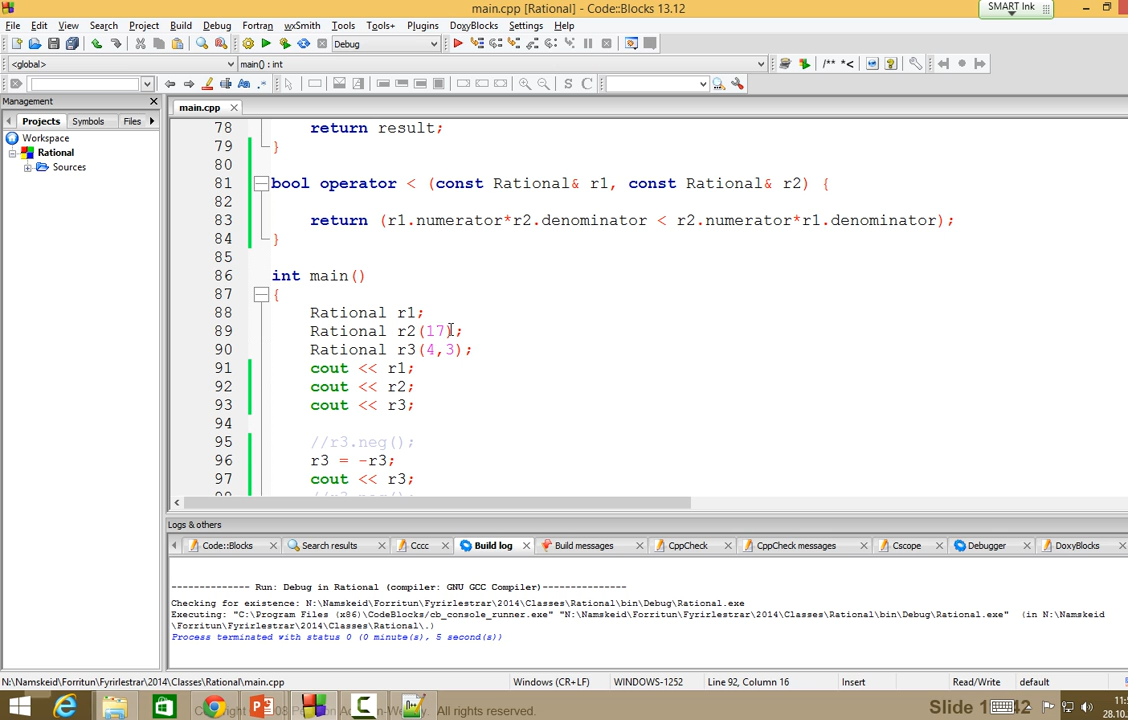 main.cpp [Rational] - Code::Blocks 13.12
SMART Ink
File Edit View Search Project Build Debug Fortran wxSmith Tools Tools+ Plugins DoxyBlocks Settings Help
Debug
<global>
main() : int
/** *<
S C
Management
main.cpp
Projects Symbols Files
Workspace
Rational
Sources
78 return result;
79 }
80
81 bool operator < (const Rational& r1, const Rational& r2) {
82
83 return (r1.numerator*r2.denominator < r2.numerator*r1.denominator);
84 }
85
86 int main()
87 {
88 Rational r1;
89 Rational r2(17);
90 Rational r3(4,3);
91 cout << r1;
92 cout << r2;
93 cout << r3;
94
95 //r3.neg();
96 r3 = -r3;
97 cout << r3;
98 //r3.neg();
Logs & others
Code::Blocks Search results Cccc Build log Build messages CppCheck CppCheck messages Cscope Debugger DoxyBlocks
-------------- Run: Debug in Rational (compiler: GNU GCC Compiler)---------------
Checking for existence: N:\Namskeid\Forritun\Fyrirlestrar\2014\Classes\Rational\bin\Debug\Rational.exe
Executing: "C:\Program Files (x86)\CodeBlocks/cb_console_runner.exe" "N:\Namskeid\Forritun\Fyrirlestrar\2014\Classes\Rational\bin\Debug\Rational.exe" (in N:\Namskeid
\Forritun\Fyrirlestrar\2014\Classes\Rational\.)
Process terminated with status 0 (0 minute(s), 5 second(s))
N:\Namskeid\Forritun\Fyrirlestrar\2014\Classes\Rational\main.cpp Windows (CR+LF) WINDOWS-1252 Line 92, Column 16 Insert Read/Write default
All rights reserved.
28.10.